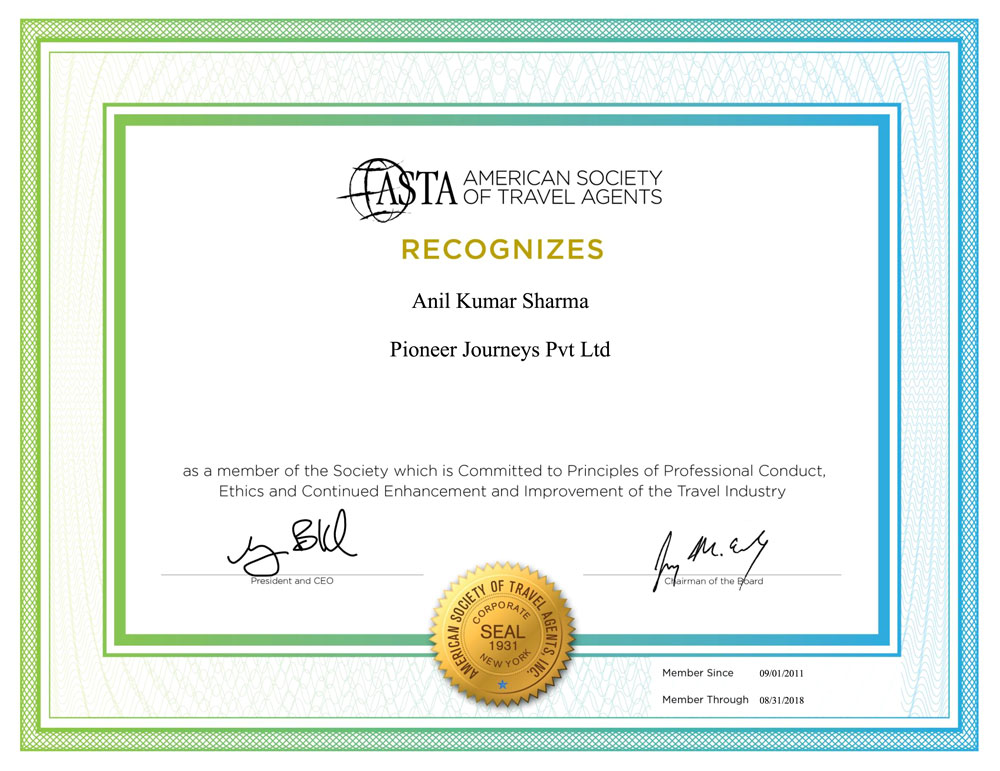 ASTA AMERICAN SOCIETY
OF TRAVEL AGENTS
RECOGNIZES
Anil Kumar Sharma
Pioneer Journeys Pvt Ltd
as a member of the Society which is Committed to Principles of Professional Conduct,
Ethics and Continued Enhancement and Improvement of the Travel Industry
President and CEO
Chairman of the Board
AMERICAN SOCIETY OF TRAVEL AGENTS, INC.
CORPORATE
SEAL
1931
NEW YORK
Member Since 09/01/2011
Member Through 08/31/2018